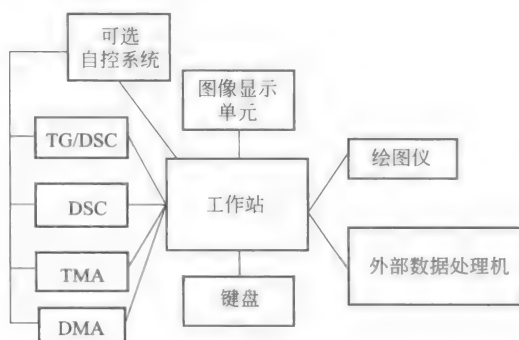 可选
自控系统
图像显示
单元
TG/DSC
绘图仪
DSC
工作站
TMA
外部数据处理机
键盘
DMA